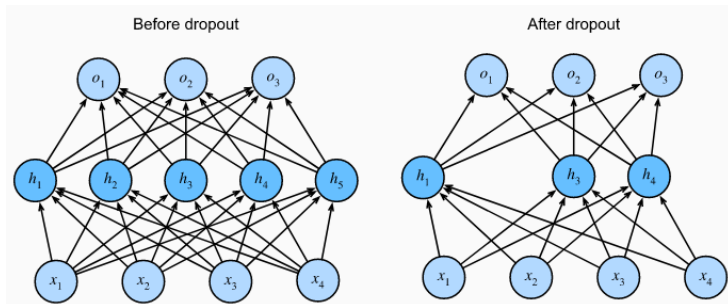 Before dropout
After dropout
o1 o2 o3
o1 o2 o3
h1 h2 h3 h4 h5
h1 h3 h4
x1 x2 x3 x4
x1 x2 x3 x4